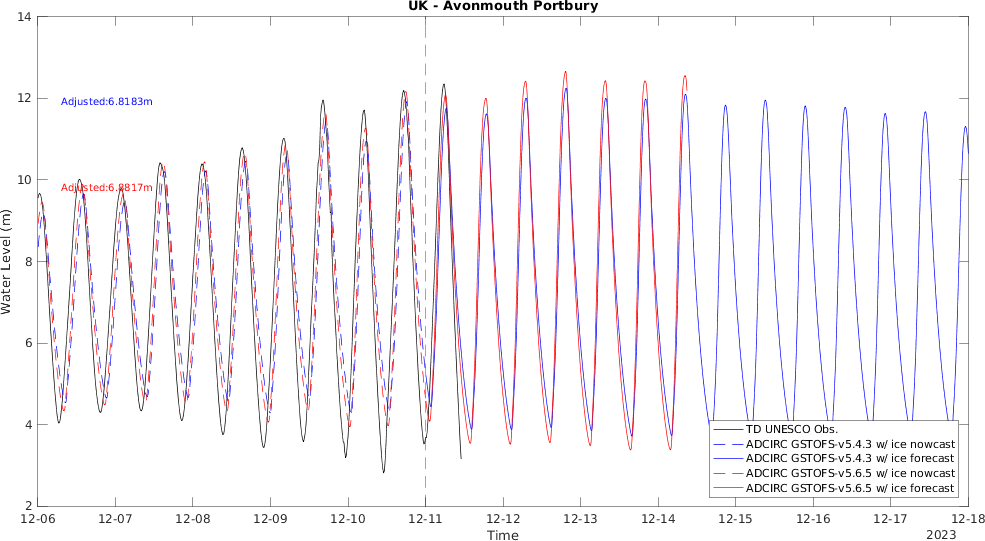 UK - Avonmouth Portbury
14
12
10
8
6
4
2
Water Level (m)
Adjusted:6.8183m
Adjusted:6.8817m
TD UNESCO Obs.
ADCIRC GSTOFS-v5.4.3 w/ ice nowcast
ADCIRC GSTOFS-v5.4.3 w/ ice forecast
ADCIRC GSTOFS-v5.6.5 w/ ice nowcast
ADCIRC GSTOFS-v5.6.5 w/ ice forecast
12-06 12-07 12-08 12-09 12-10 12-11 12-12 12-13 12-14 12-15 12-16 12-17 12-18
Time
2023